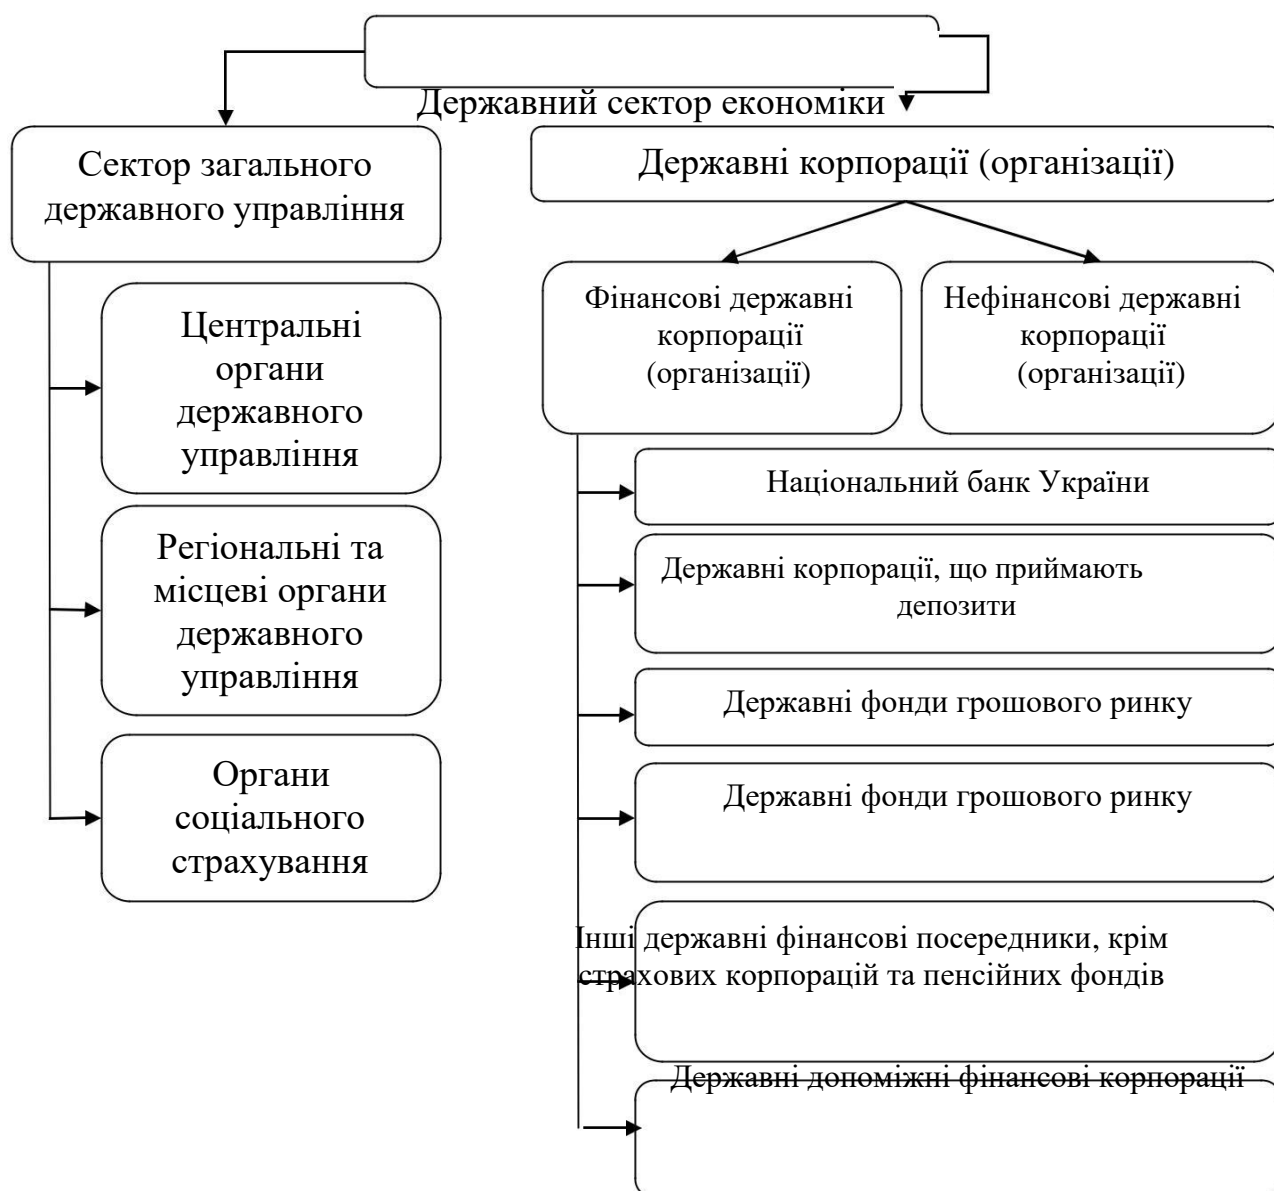 Державний сектор економіки
Сектор загального
державного управління
Центральні
органи
державного
управління
Регіональні та
місцеві органи
державного
управління
Органи
соціального
страхування
Державні корпорації (організації)
Фінансові державні
корпорації
(організації)
Нефінансові державні
корпорації
(організації)
Національний банк України
Державні корпорації, що приймають
депозити
Державні фонди грошового ринку
Державні фонди грошового ринку
Інші державні фінансові посередники, крім
страхових корпорацій та пенсійних фондів
Державні допоміжні фінансові корпорації